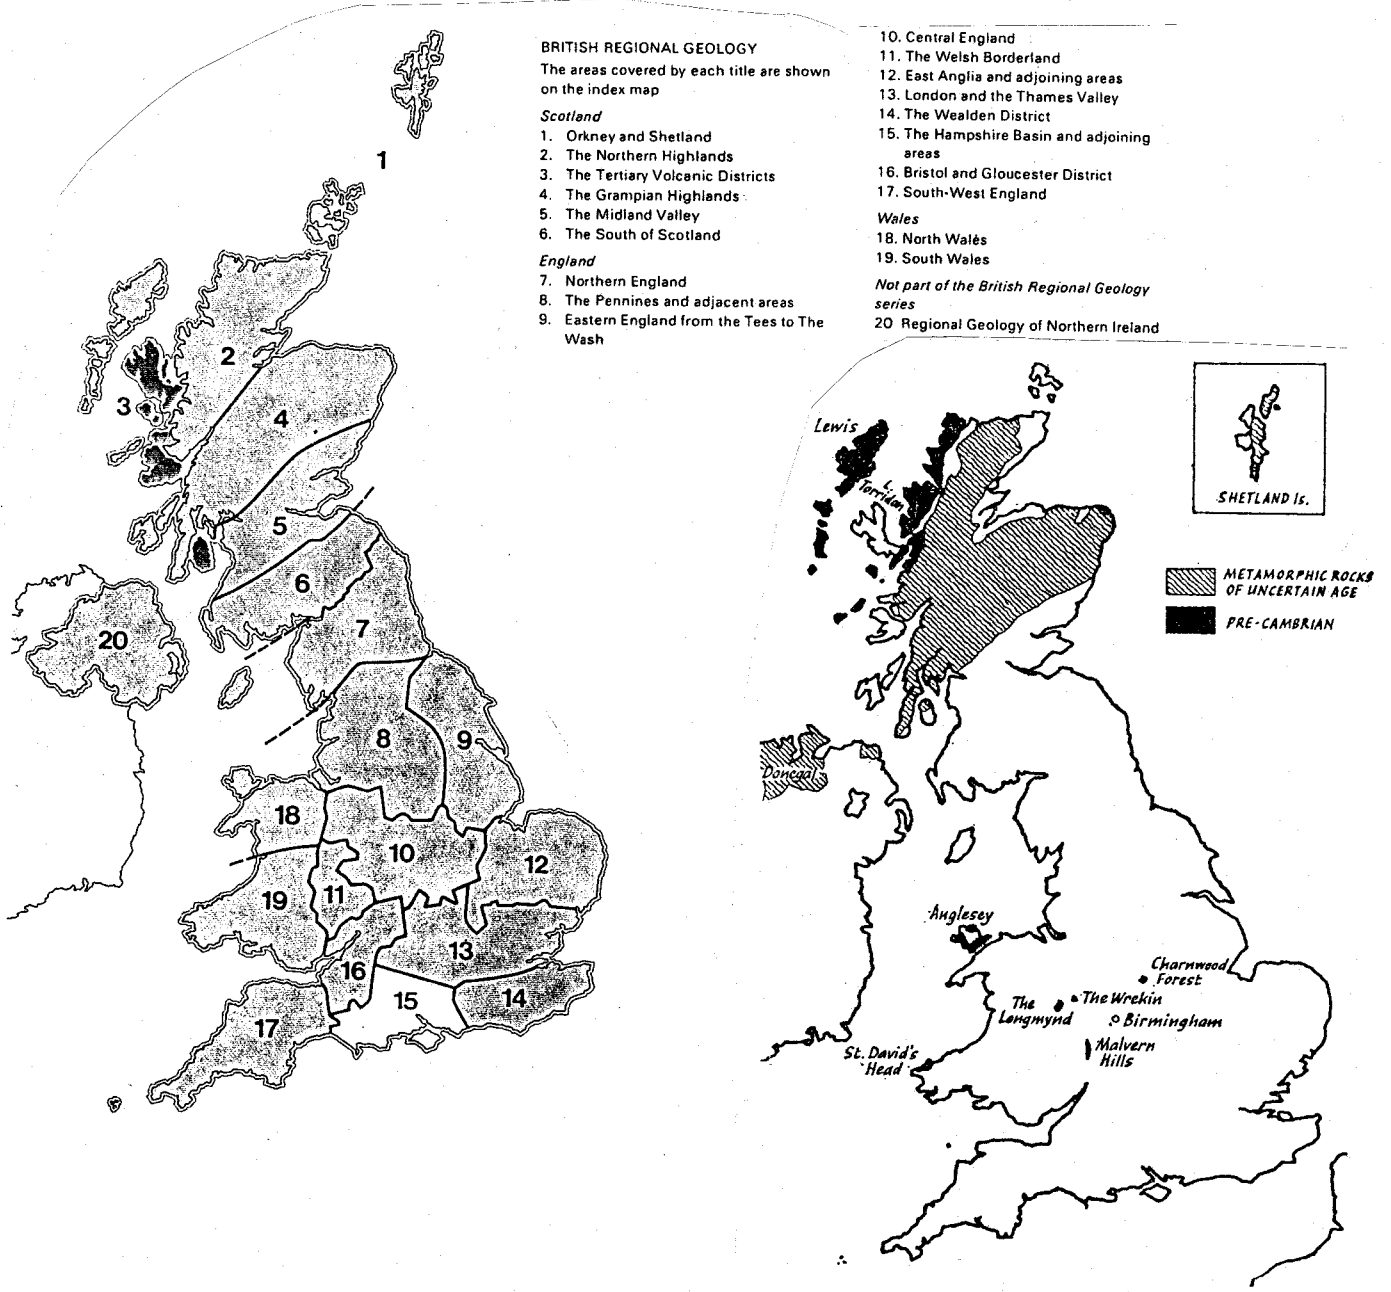 BRITISH REGIONAL GEOLOGY
The areas covered by each title are shown
on the index map
Scotland
1. Orkney and Shetland
2. The Northern Highlands
3. The Tertiary Volcanic Districts
4. The Grampian Highlands
5. The Midland Valley
6. The South of Scotland
England
7. Northern England
8. The Pennines and adjacent areas
9. Eastern England from the Tees to The
Wash
10. Central England
11. The Welsh Borderland
12. East Anglia and adjoining areas
13. London and the Thames Valley
14. The Wealden District
15. The Hampshire Basin and adjoining
areas
16. Bristol and Gloucester District
17. South-West England
Wales
18. North Wales
19. South Wales
Not part of the British Regional Geology
series
20 Regional Geology of Northern Ireland
1
2
3
4
5
6
7
20
8
9
18
10
12
11
19
13
16
15
14
17
Lewis
L.
Torridon
SHETLAND Is.
METAMORPHIC ROCKS
OF UNCERTAIN AGE
PRE-CAMBRIAN
Donegal
Anglesey
Charnwood
Forest
The Wrekin
The
Longmynd
Birmingham
Malvern
Hills
St. David's
Head